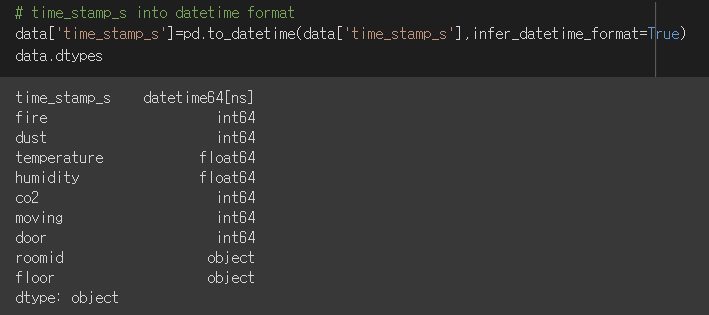 # time_stamp_s into datetime format
data['time_stamp_s']=pd.to_datetime(data['time_stamp_s'],infer_datetime_format=True)
data.dtypes
time_stamp_s    datetime64[ns]
fire                     int64
dust                     int64
temperature            float64
humidity               float64
co2                      int64
moving                   int64
door                     int64
roomid                  object
floor                   object
dtype: object